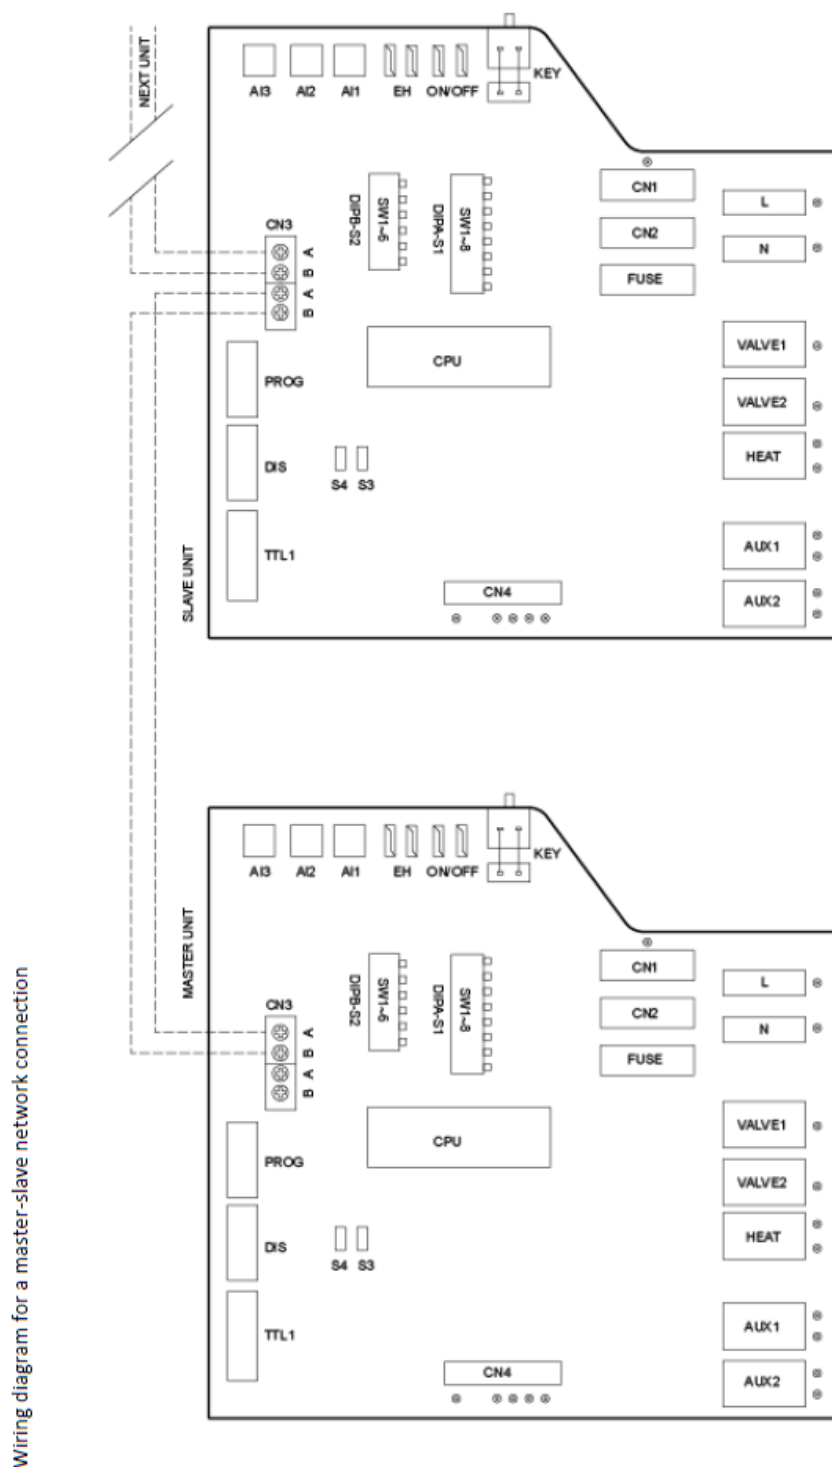 NEXT UNIT
AI3 AI2 AI1 EH ON/OFF
KEY
CN1
CN2
FUSE
L
N
DIPB-S2
SW1~6
DIPA-S1
SW1~8
CN3
A
B
A
B
CPU
VALVE1
VALVE2
HEAT
AUX1
AUX2
PROG
DIS
TTL1
S4 S3
CN4
SLAVE UNIT
AI3 AI2 AI1 EH ON/OFF
KEY
MASTER UNIT
CN1
CN2
FUSE
L
N
DIPB-S2
SW1~6
DIPA-S1
SW1~8
CN3
A
B
A
B
CPU
VALVE1
VALVE2
HEAT
AUX1
AUX2
PROG
DIS
TTL1
S4 S3
CN4
Wiring diagram for a master-slave network connection